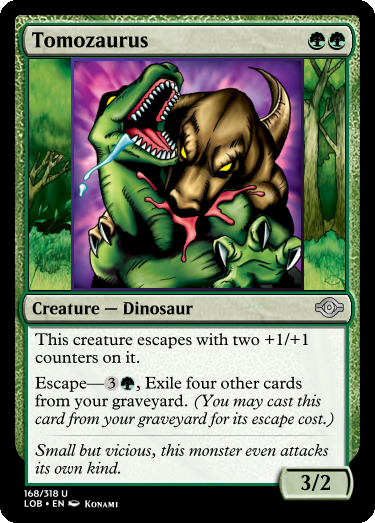 Tomozaurus
Creature — Dinosaur
This creature escapes with two +1/+1
counters on it.
Escape—3, Exile four other cards
from your graveyard. (You may cast this
card from your graveyard for its escape cost.)
Small but vicious, this monster even attacks
its own kind.
3/2
168/318 U
LOB • EN Konami